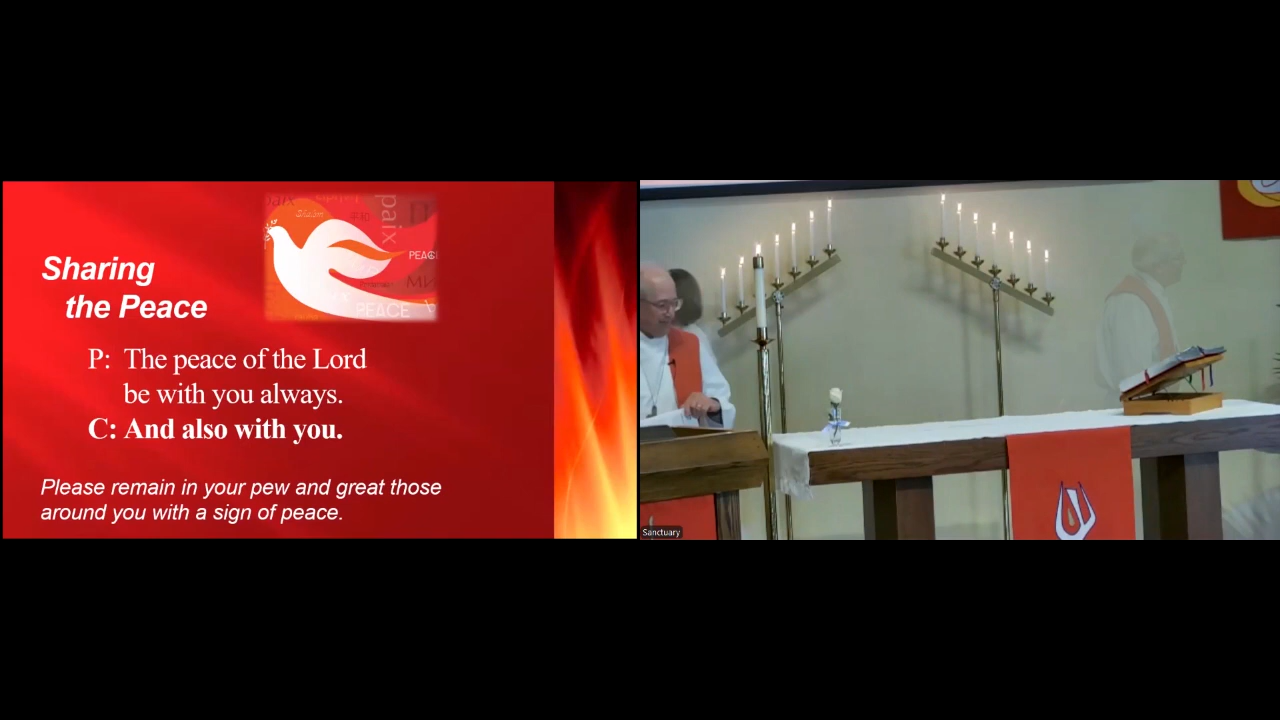 Sharing
the Peace
paix
PEACE
PEACE
P: The peace of the Lord
be with you always.
C: And also with you.
Please remain in your pew and great those
around you with a sign of peace.
Sanctuary